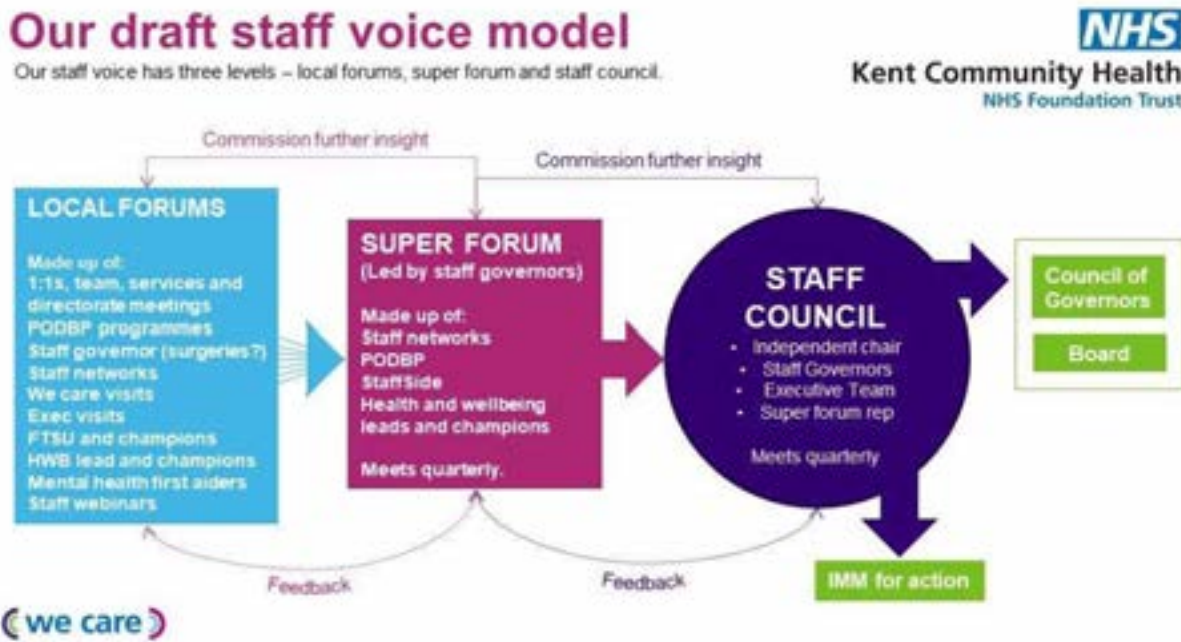 Our draft staff voice model
Our staff voice has three levels – local forums, super forum and staff council.
NHS
Kent Community Health
NHS Foundation Trust
Commission further insight
Commission further insight
LOCAL FORUMS
Made up of:
1:1s, team, services and
directorate meetings
PODBP programmes
Staff governor (surgeries?)
Staff networks
We care visits
Exec visits
FTSU and champions
HWB lead and champions
Mental health first aiders
Staff webinars
SUPER FORUM
(Led by staff governors)
Made up of:
Staff networks
PODBP
StaffSide
Health and wellbeing
leads and champions
Meets quarterly.
STAFF
COUNCIL
• Independent chair
• Staff Governors
• Executive Team
• Super forum rep
Meets quarterly
Council of
Governors
Board
IMM for action
Feedback
Feedback
we care